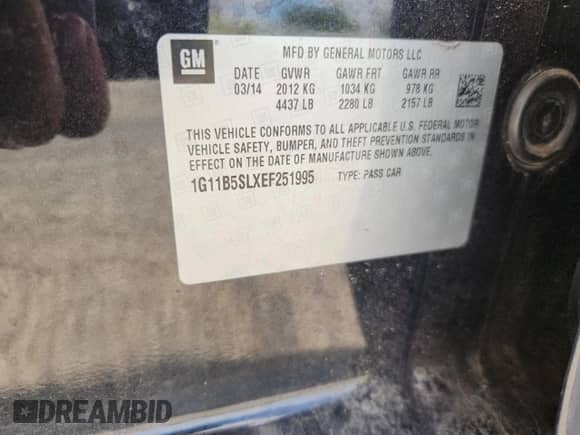 GM
MFD BY GENERAL MOTORS LLC
DATE GVWR GAWR FRT GAWR RR
03/14 2012 KG 1034 KG 978 KG
4437 LB 2280 LB 2157 LB
THIS VEHICLE CONFORMS TO ALL APPLICABLE U.S. FEDERAL MOTOR
VEHICLE SAFETY, BUMPER, AND THEFT PREVENTION STANDARDS IN
EFFECT ON THE DATE OF MANUFACTURE SHOWN ABOVE.
1G11B5SLXEF251995 TYPE: PASS CAR
DREAMBID